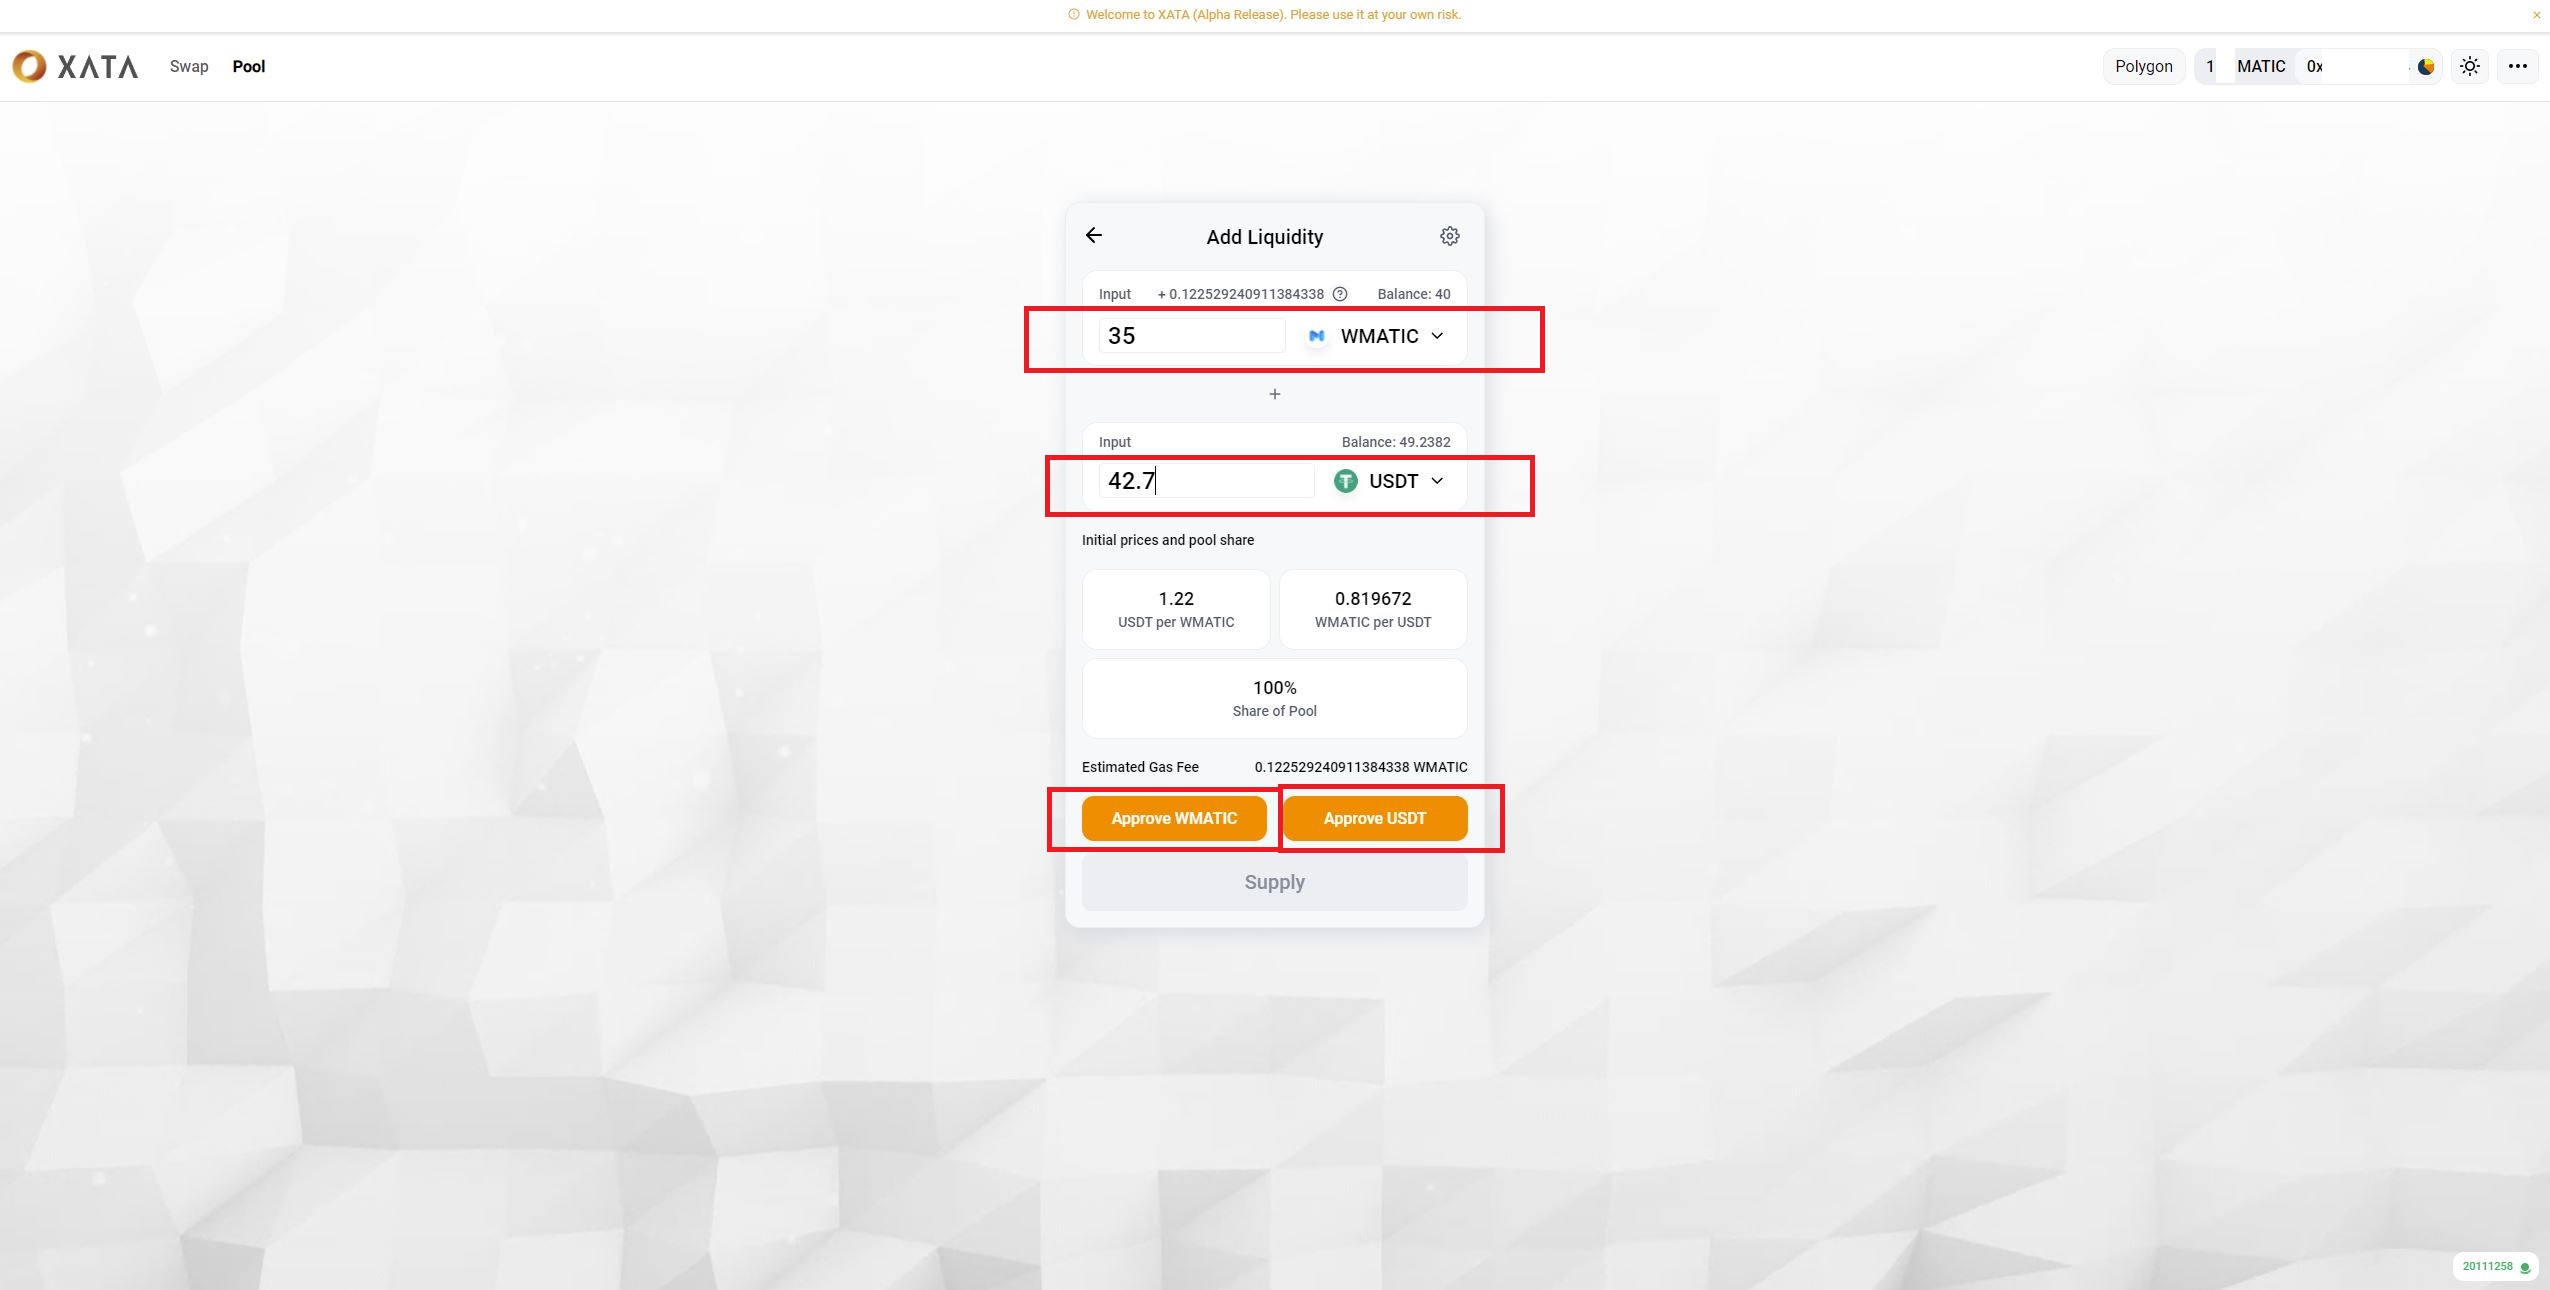 Welcome to XATA (Alpha Release). Please use it at your own risk.
XATA Swap Pool Polygon 1 MATIC 0x
Add Liquidity
Input + 0.122529240911384338 Balance: 40
35 WMATIC
+
Input Balance: 49.2382
42.7 USDT
Initial prices and pool share
1.22 0.819672
USDT per WMATIC WMATIC per USDT
100%
Share of Pool
Estimated Gas Fee 0.122529240911384338 WMATIC
Approve WMATIC Approve USDT
Supply
20111258